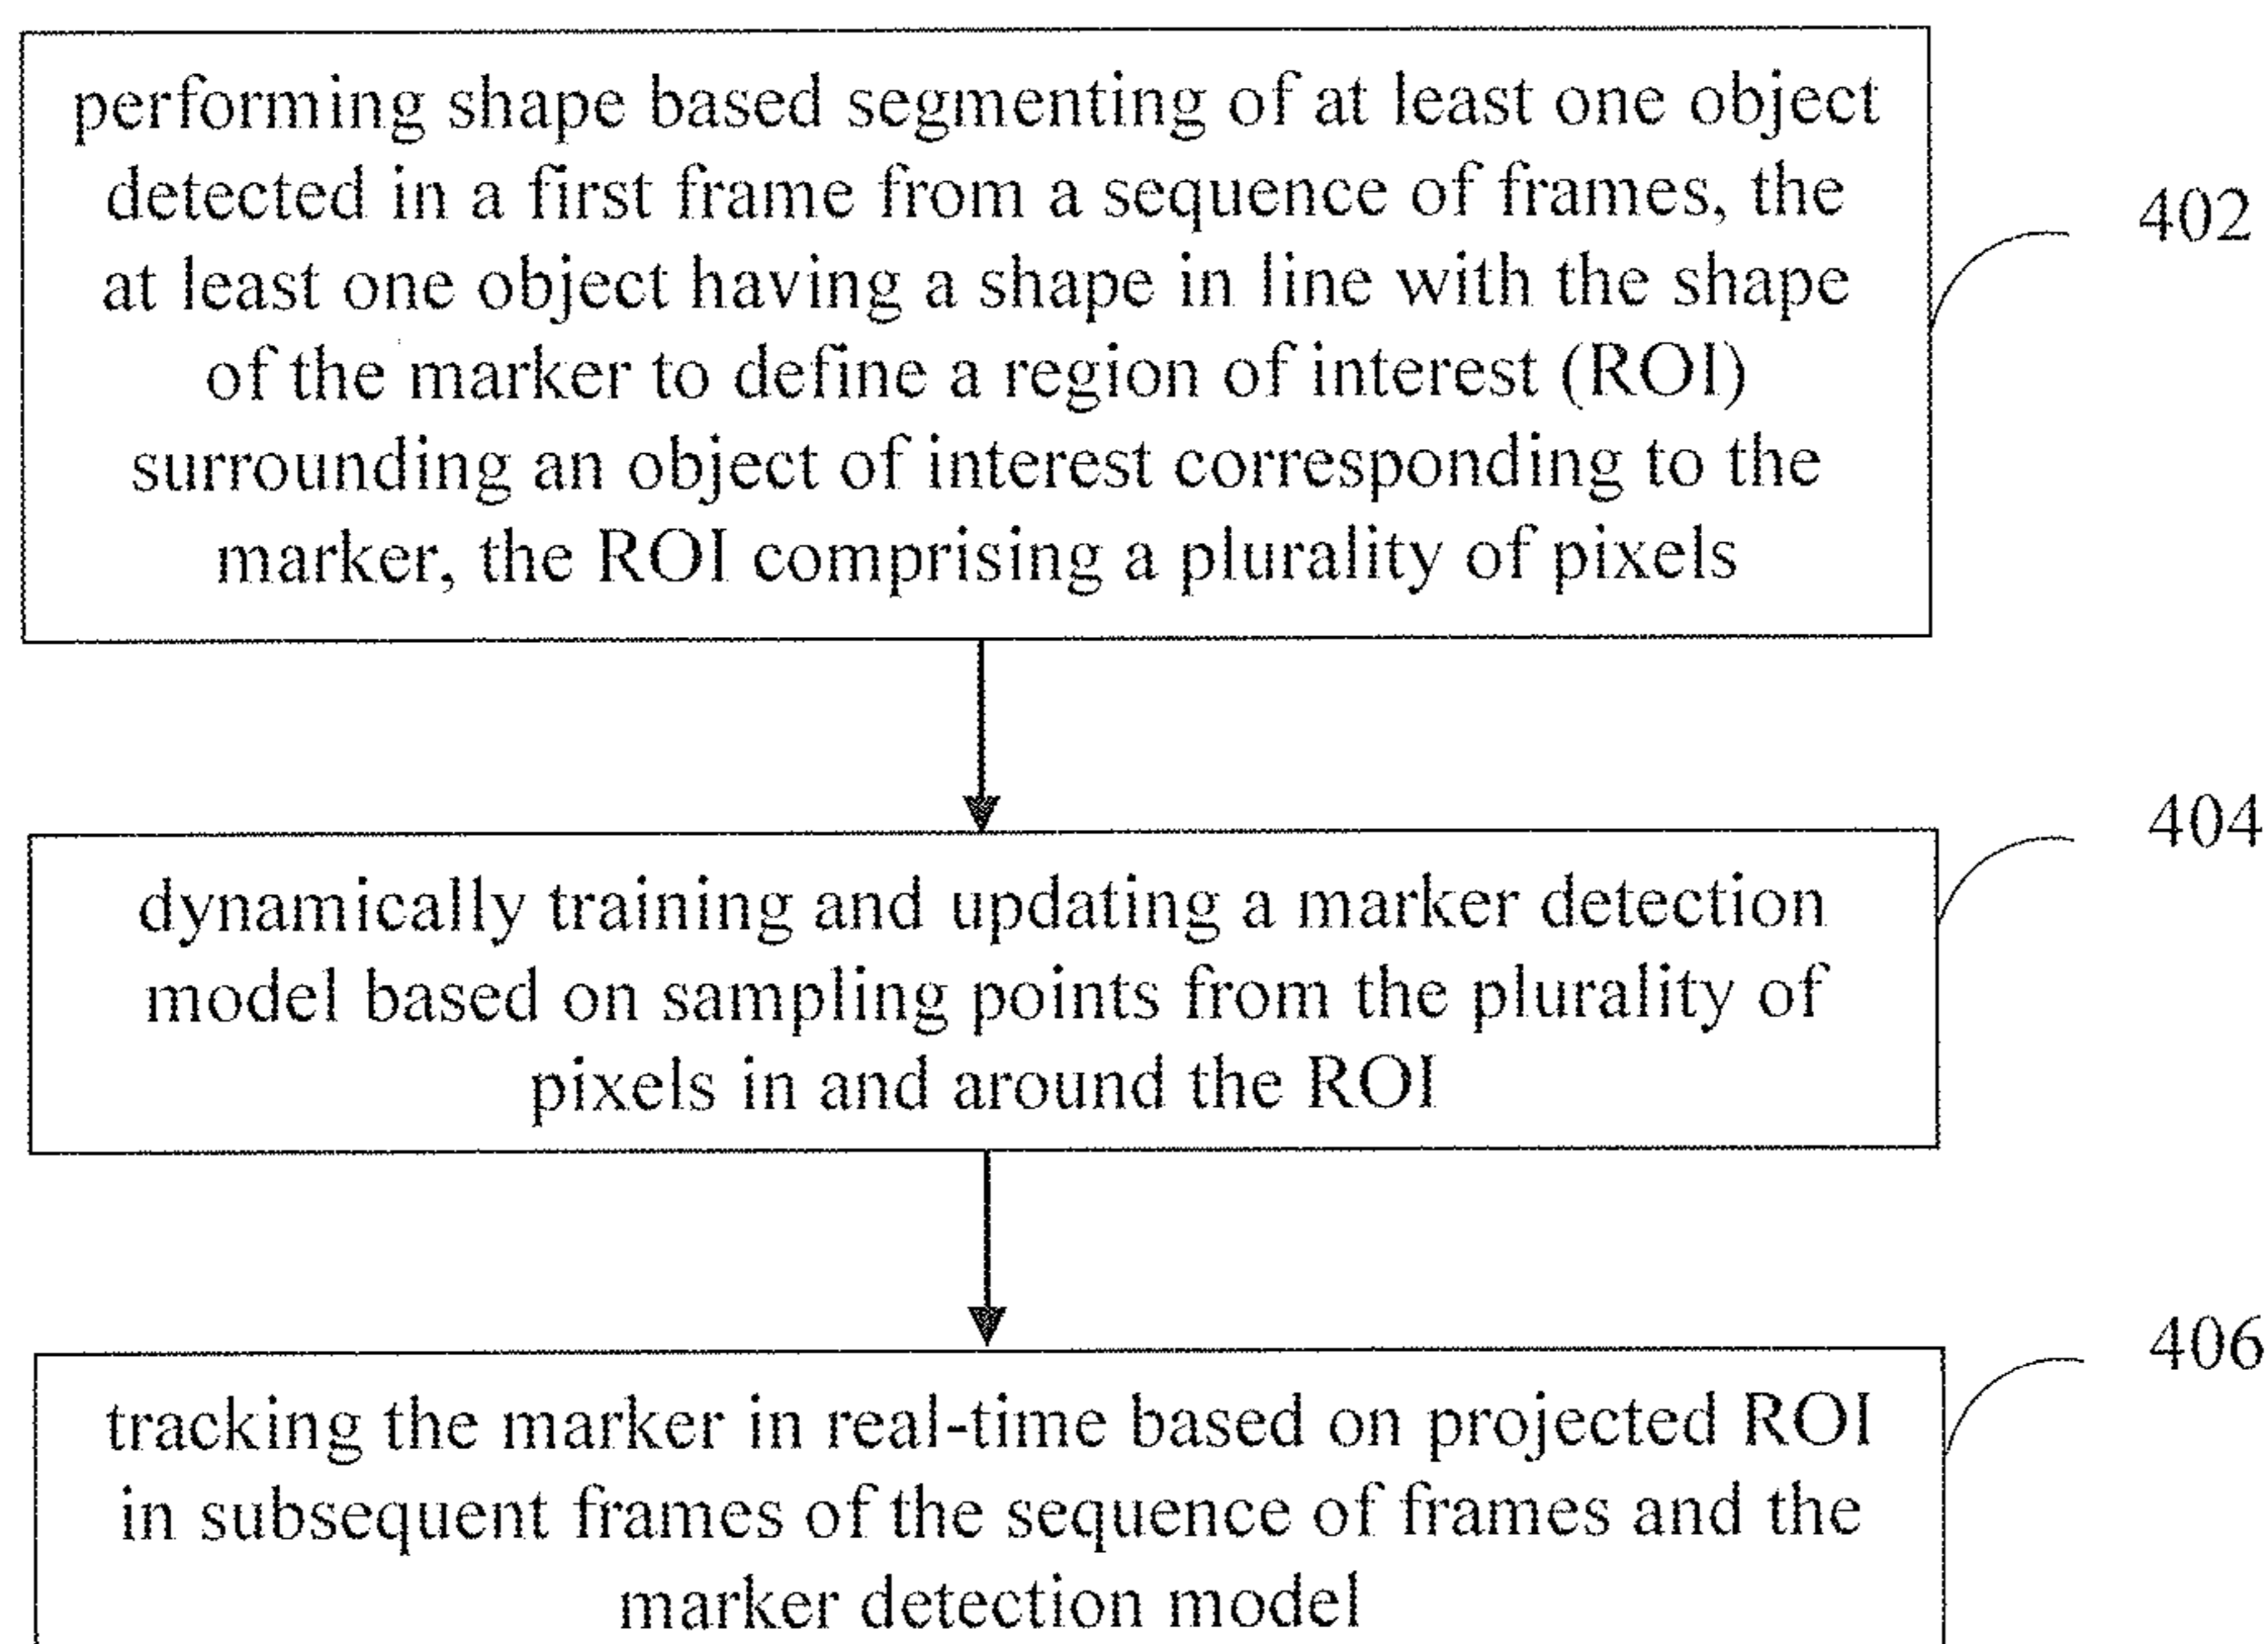 performing shape based segmenting of at least one object
detected in a first frame from a sequence of frames, the
at least one object having a shape in line with the shape
of the marker to define a region of interest (ROI)
surrounding an object of interest corresponding to the
marker, the ROI comprising a plurality of pixels
402
dynamically training and updating a marker detection
model based on sampling points from the plurality of
pixels in and around the ROI
404
tracking the marker in real-time based on projected ROI
in subsequent frames of the sequence of frames and the
marker detection model
406